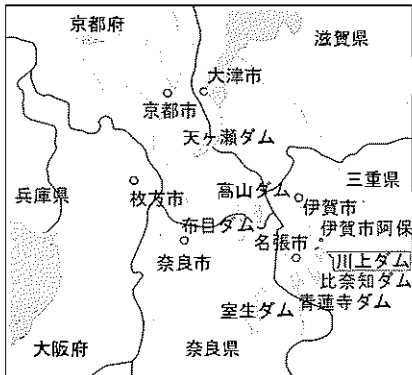 京都府
滋賀県
大津市
京都市
天ヶ瀬ダム
兵庫県
枚方市
高山ダム
三重県
伊賀市
布目ダム
伊賀市阿保
名張市
奈良市
川上ダム
比奈知ダム
青蓮寺ダム
室生ダム
大阪府
奈良県